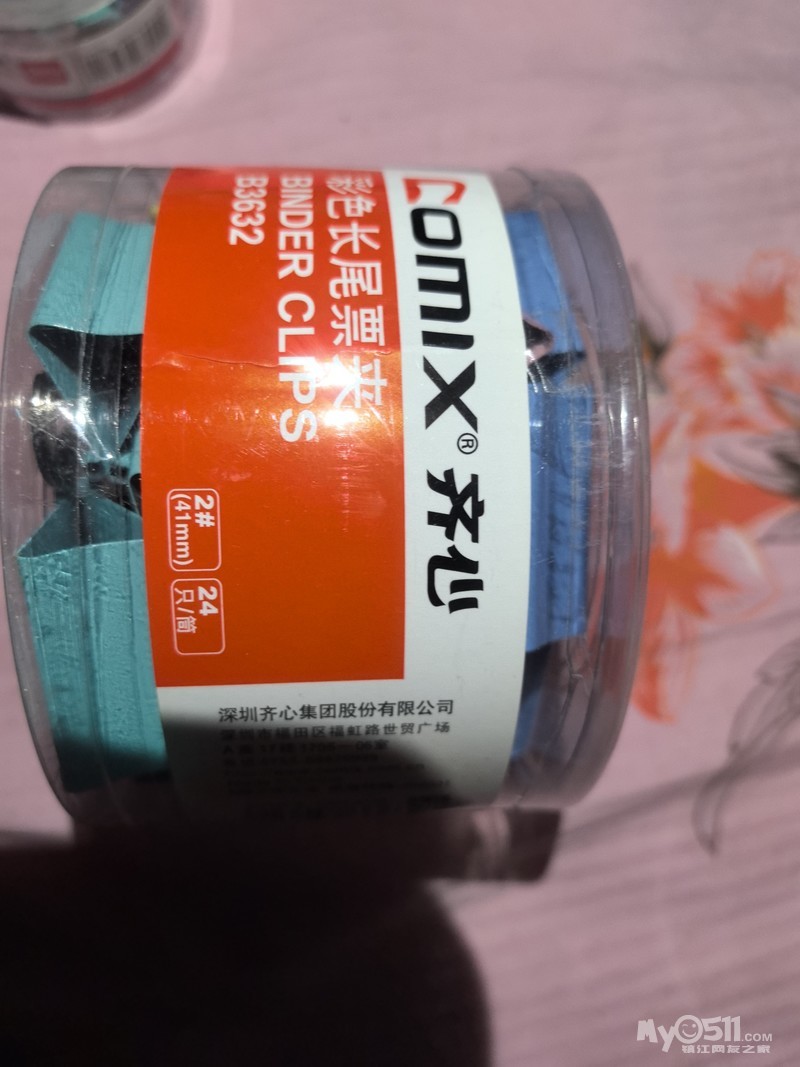 COMIX® 齐心
彩色长尾票夹
BINDER CLIPS
B3632
2#
(41mm)
24
只/筒
深圳齐心集团股份有限公司
深圳市福田区福虹路世贸广场
MyO511.COM
镇江网友之家